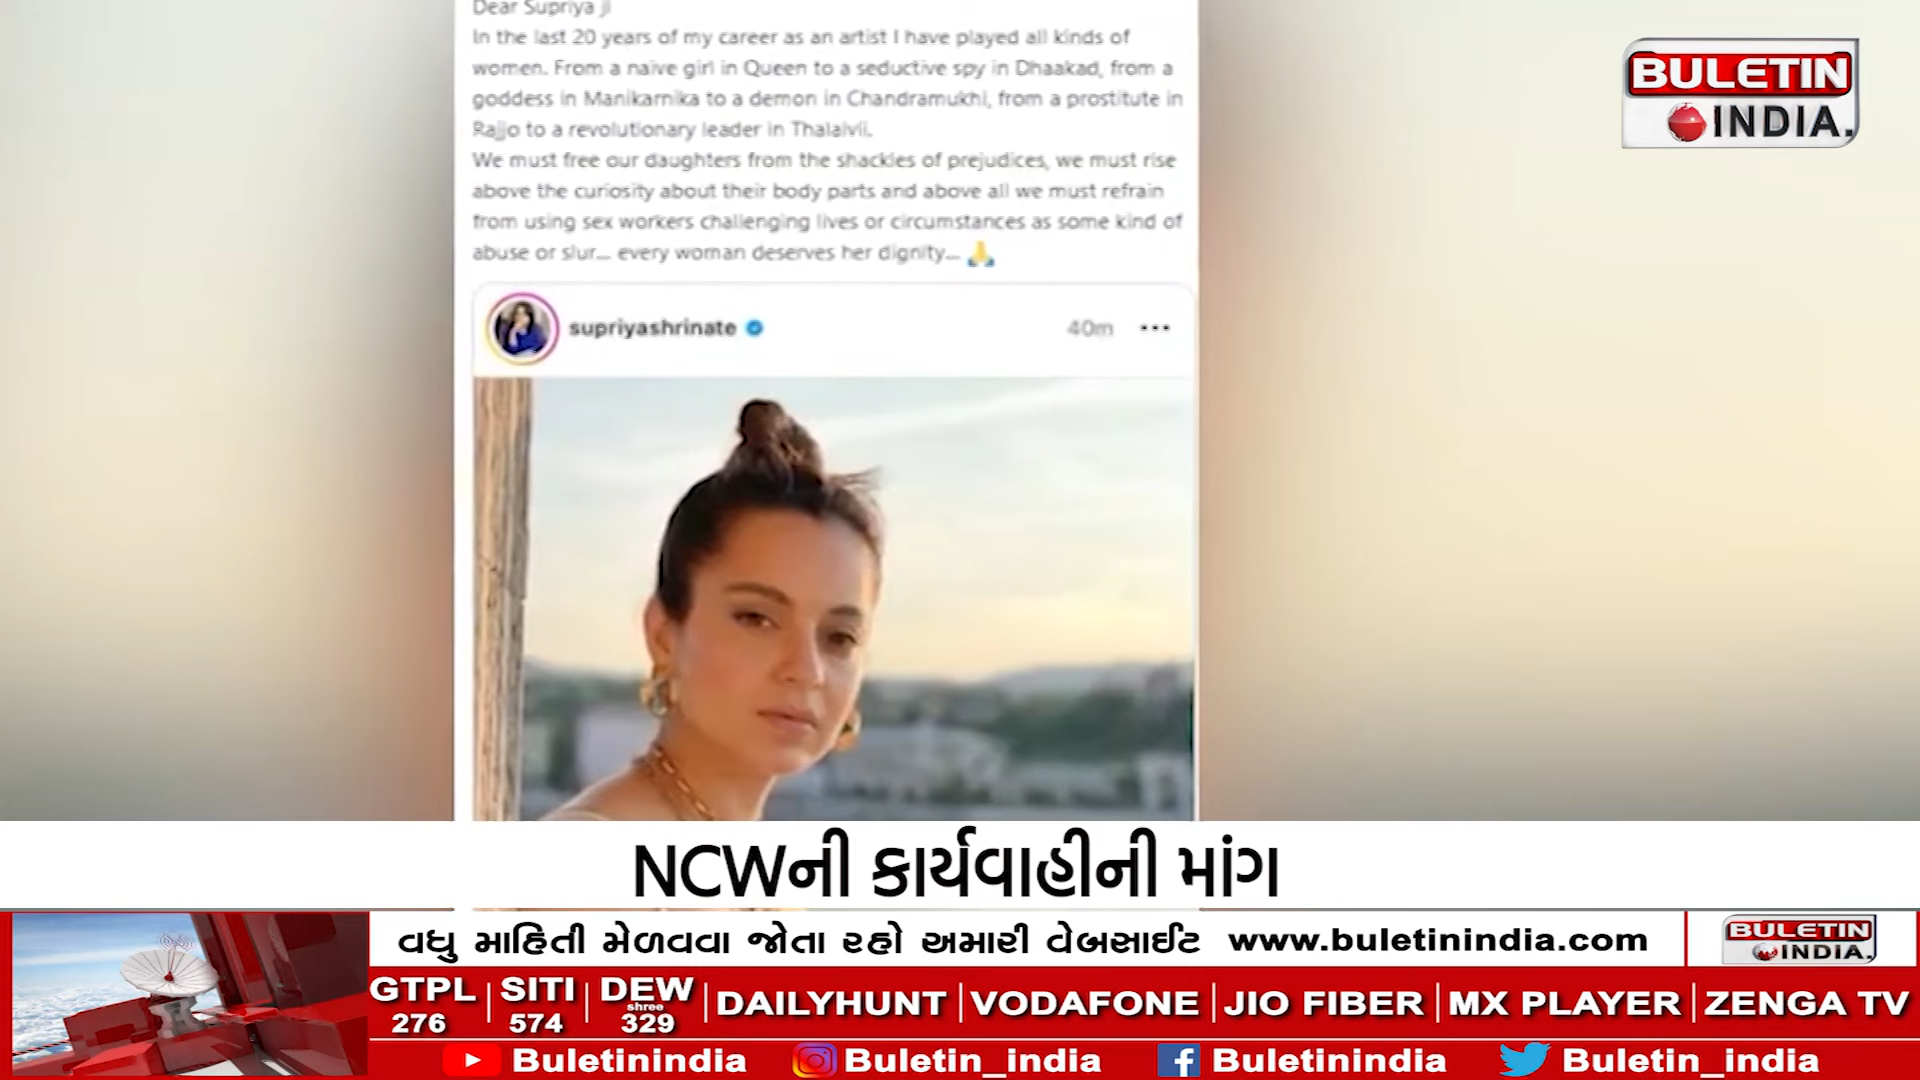 Dear Supriya ji
In the last 20 years of my career as an artist I have played all kinds of
women. From a naive girl in Queen to a seductive spy in Dhaakad, from a
goddess in Manikarnika to a demon in Chandramukhi, from a prostitute in
Rajjo to a revolutionary leader in Thalaivii.
We must free our daughters from the shackles of prejudices, we must rise
above the curiosity about their body parts and above all we must refrain
from using sex workers challenging lives or circumstances as some kind of
abuse or slur... every woman deserves her dignity... 🙏
supriyashrinate 40m
BULETIN
INDIA.
NCWની કાર્યવાહીની માંગ
વધુ માહિતી મેળવવા જોતા રહો અમારી વેબસાઈટ www.buletinindia.com
BULETIN
INDIA.
GTPL 276 | SITI 574 | DEW shree 329 | DAILYHUNT | VODAFONE | JIO FIBER | MX PLAYER | ZENGA TV
Buletinindia Buletin_india Buletinindia Buletin_india